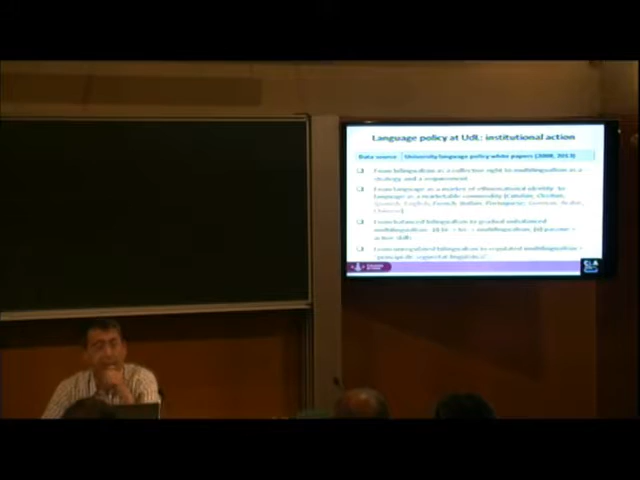 Language policy at UdL: institutional action
Data source University language policy white papers (2008, 2013)
From bilingualism as a collective right to multilingualism as a
strategy and a requirement.
From language as a marker of ethnonational identity to
language as a marketable commodity (Catalan, Occitan,
Spanish, English, French, Italian, Portuguese, German, Arabic,
Chinese)
From balanced bilingualism to gradual unbalanced
multilingualism: (i)
active skills
From unregulated bilingualism to regulated multilingualism